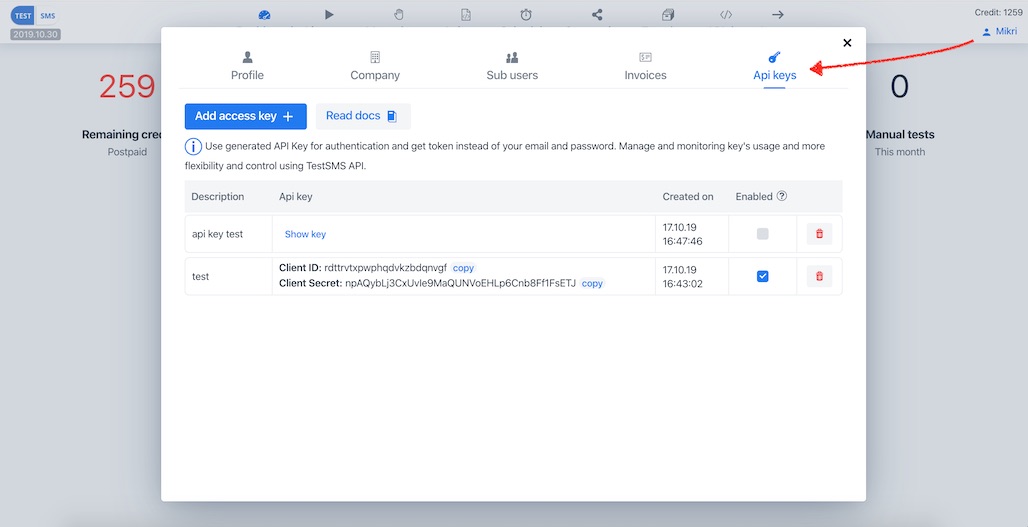 TEST SMS
2019.10.30
Credit: 1259
Mikri
259
Remaining cre
Postpaid
0
Manual tests
This month
Profile
Company
Sub users
Invoices
Api keys
Add access key
Read docs
Use generated API Key for authentication and get token instead of your email and password. Manage and monitoring key's usage and more
flexibility and control using TestSMS API.
Description Api key Created on Enabled
api key test Show key 17.10.19
16:47:46
test Client ID: rdttrvtxpwphqdvkzbdqnvgf copy 17.10.19
Client Secret: npAQybLj3CxUvIe9MaQUNVoEHLp6Cnb8Ff1FsETJ copy 16:43:02